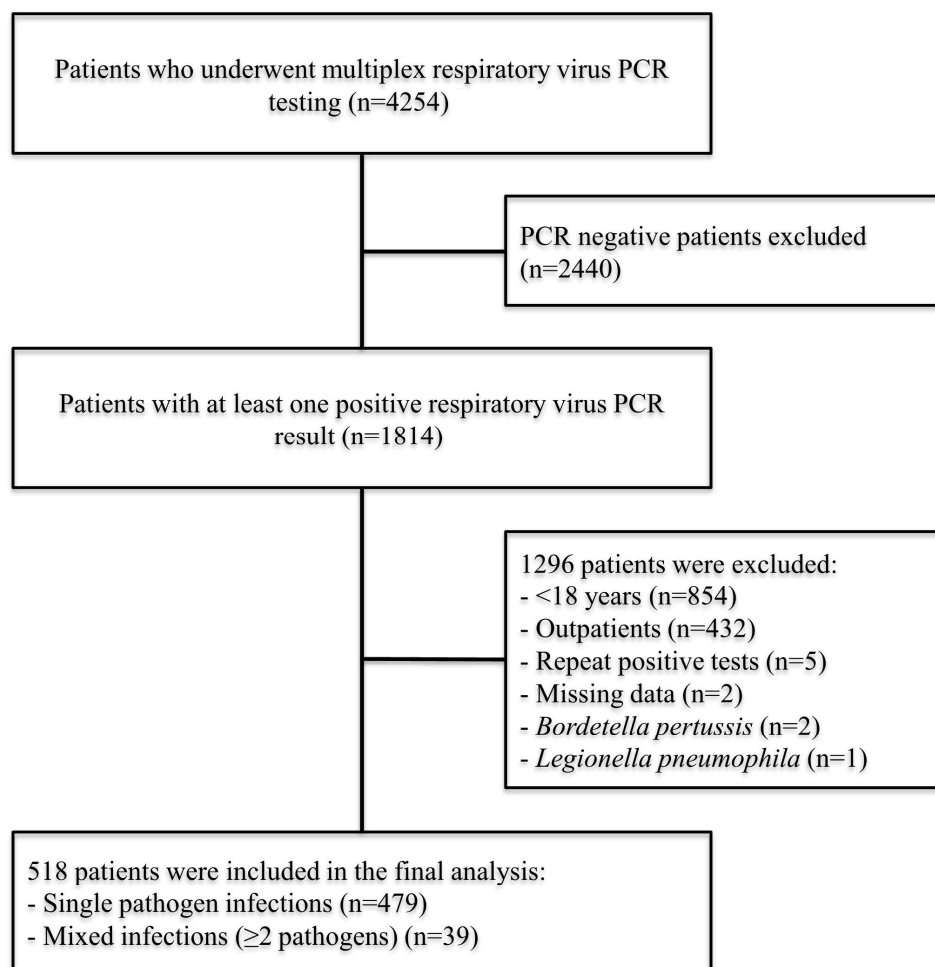 Patients who underwent multiplex respiratory virus PCR
testing (n=4254)
PCR negative patients excluded
(n=2440)
Patients with at least one positive respiratory virus PCR
result (n=1814)
1296 patients were excluded:
- <18 years (n=854)
- Outpatients (n=432)
- Repeat positive tests (n=5)
- Missing data (n=2)
- Bordetella pertussis (n=2)
- Legionella pneumophila (n=1)
518 patients were included in the final analysis:
- Single pathogen infections (n=479)
- Mixed infections (≥2 pathogens) (n=39)